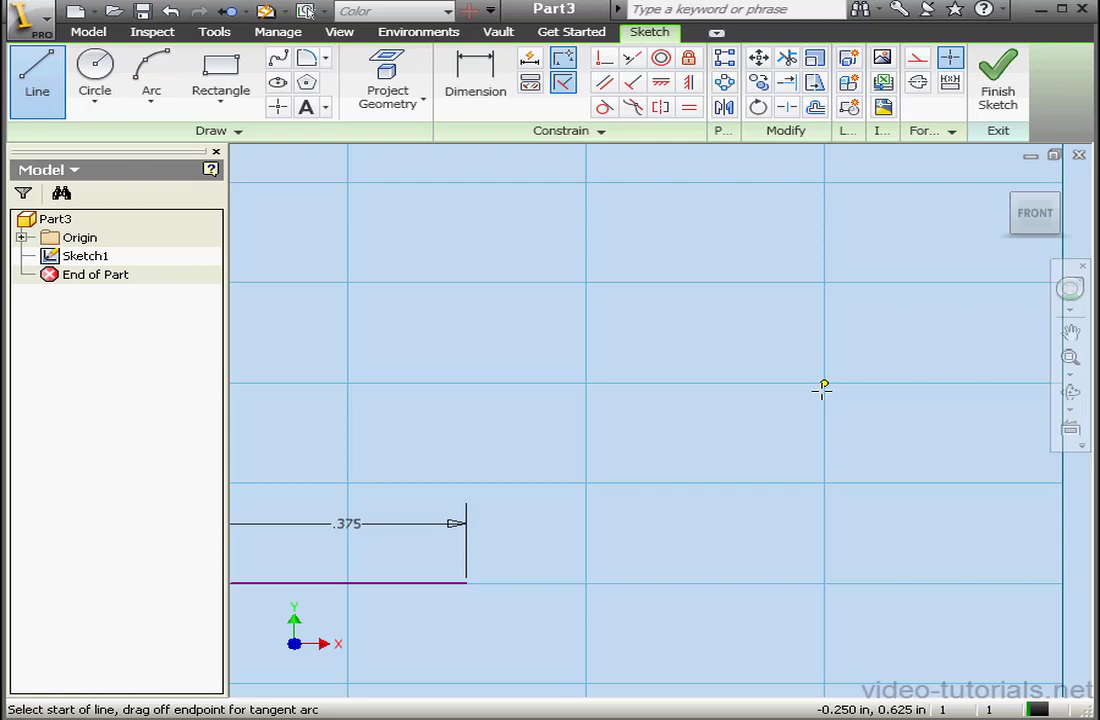 Color
Part3
Type a keyword or phrase
PRO
Model Inspect Tools Manage View Environments Vault Get Started Sketch
Line Circle Arc Rectangle Project Geometry Dimension Finish Sketch
A
Draw Constrain P... Modify L... I... For... Exit
Model
FRONT
Part3
Origin
Sketch1
End of Part
.375
Y
X
video-tutorials.net
Select start of line, drag off endpoint for tangent arc -0.250 in, 0.625 in 1 1